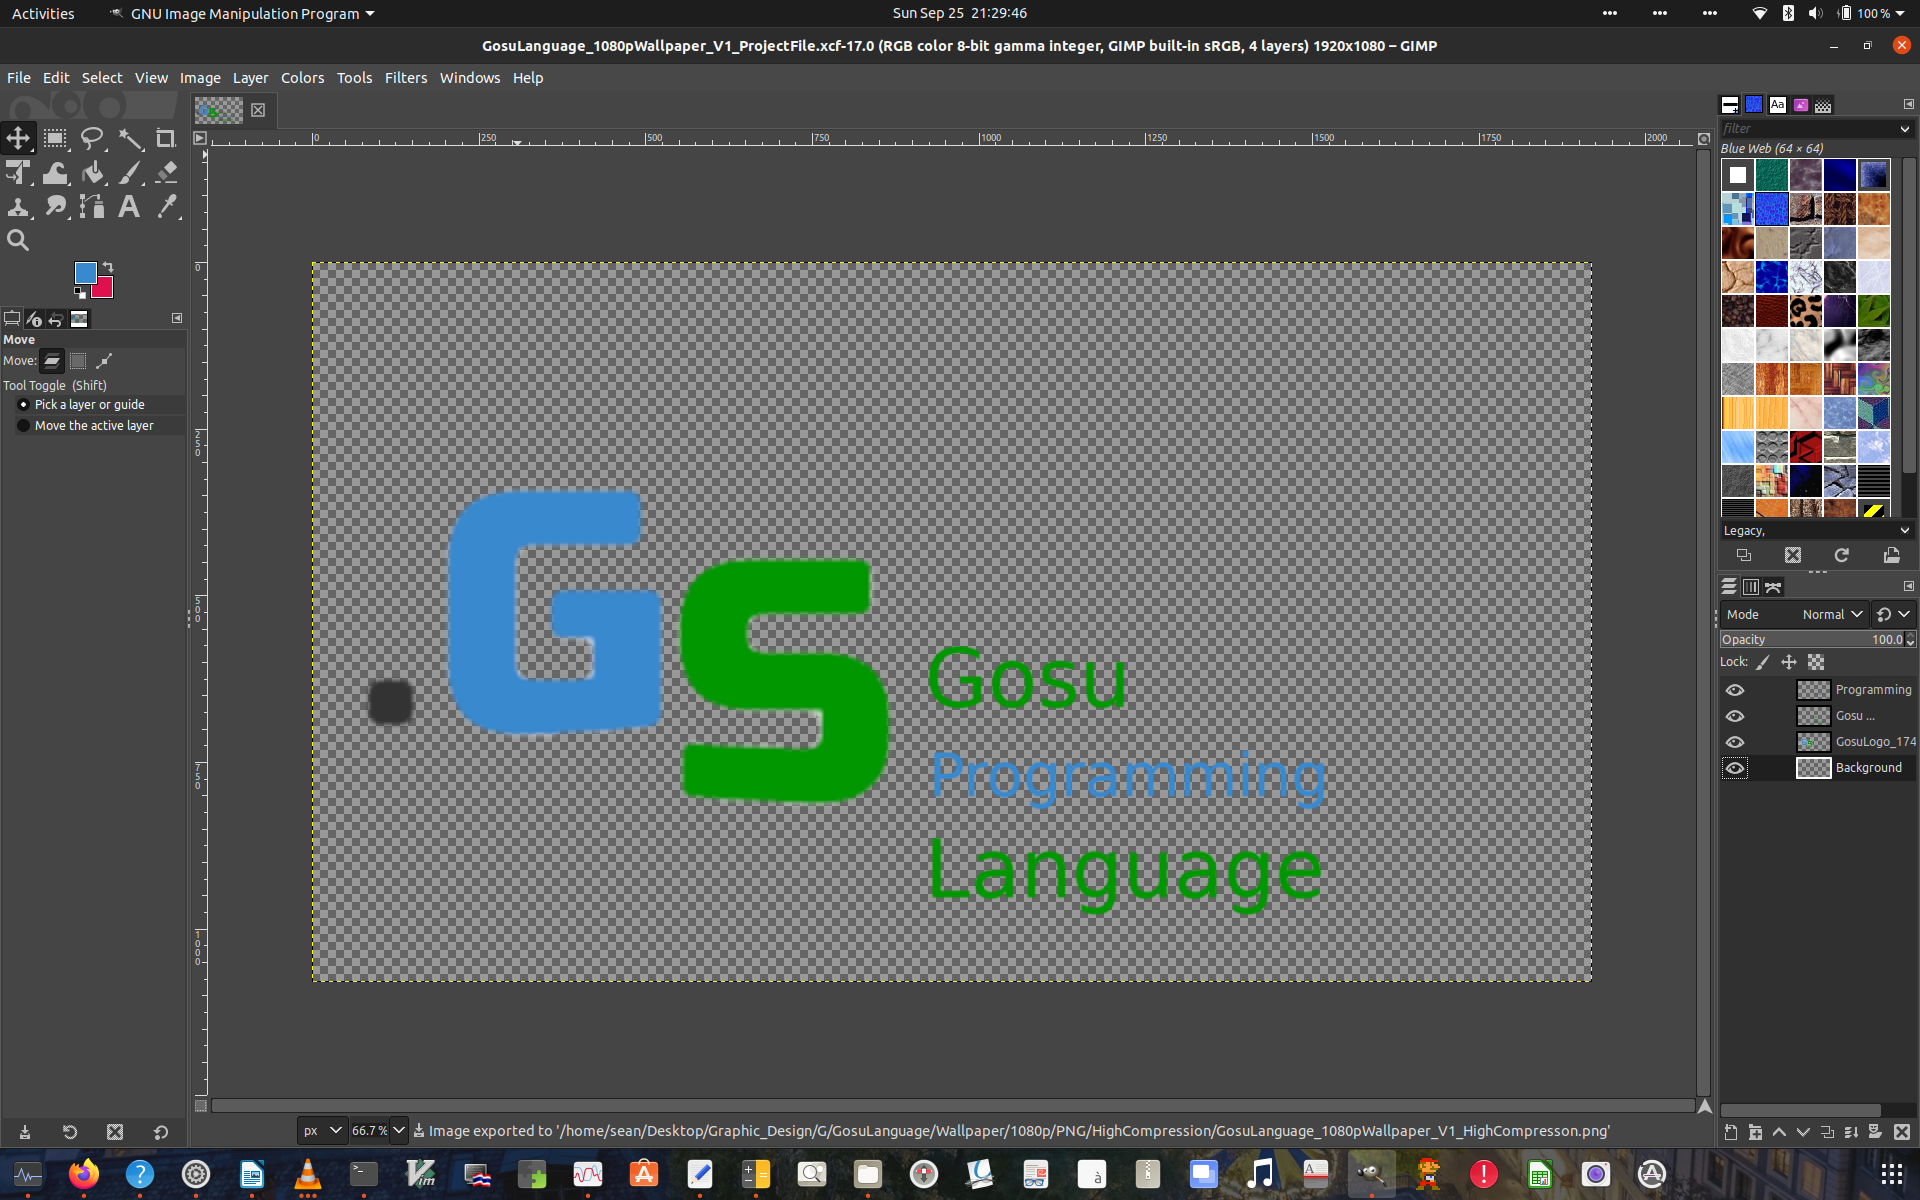 Activities
GNU Image Manipulation Program
Sun Sep 25 21:29:46
100 %
GosuLanguage_1080pWallpaper_V1_ProjectFile.xcf-17.0 (RGB color 8-bit gamma integer, GIMP built-in sRGB, 4 layers) 1920x1080 – GIMP
File Edit Select View Image Layer Colors Tools Filters Windows Help
0 250 500 750 1000 1250 1500 1750 2000
filter
Blue Web (64 × 64)
0
250
500
750
1000
Move
Move:
Tool Toggle (Shift)
Pick a layer or guide
Move the active layer
GS
Gosu
Programming
Language
Legacy,
Mode Normal
Opacity 100.0
Lock:
Programming
Gosu ...
GosuLogo_174
Background
px 66.7 % Image exported to '/home/sean/Desktop/Graphic_Design/G/GosuLanguage/Wallpaper/1080p/PNG/HighCompression/GosuLanguage_1080pWallpaper_V1_HighCompresson.png'